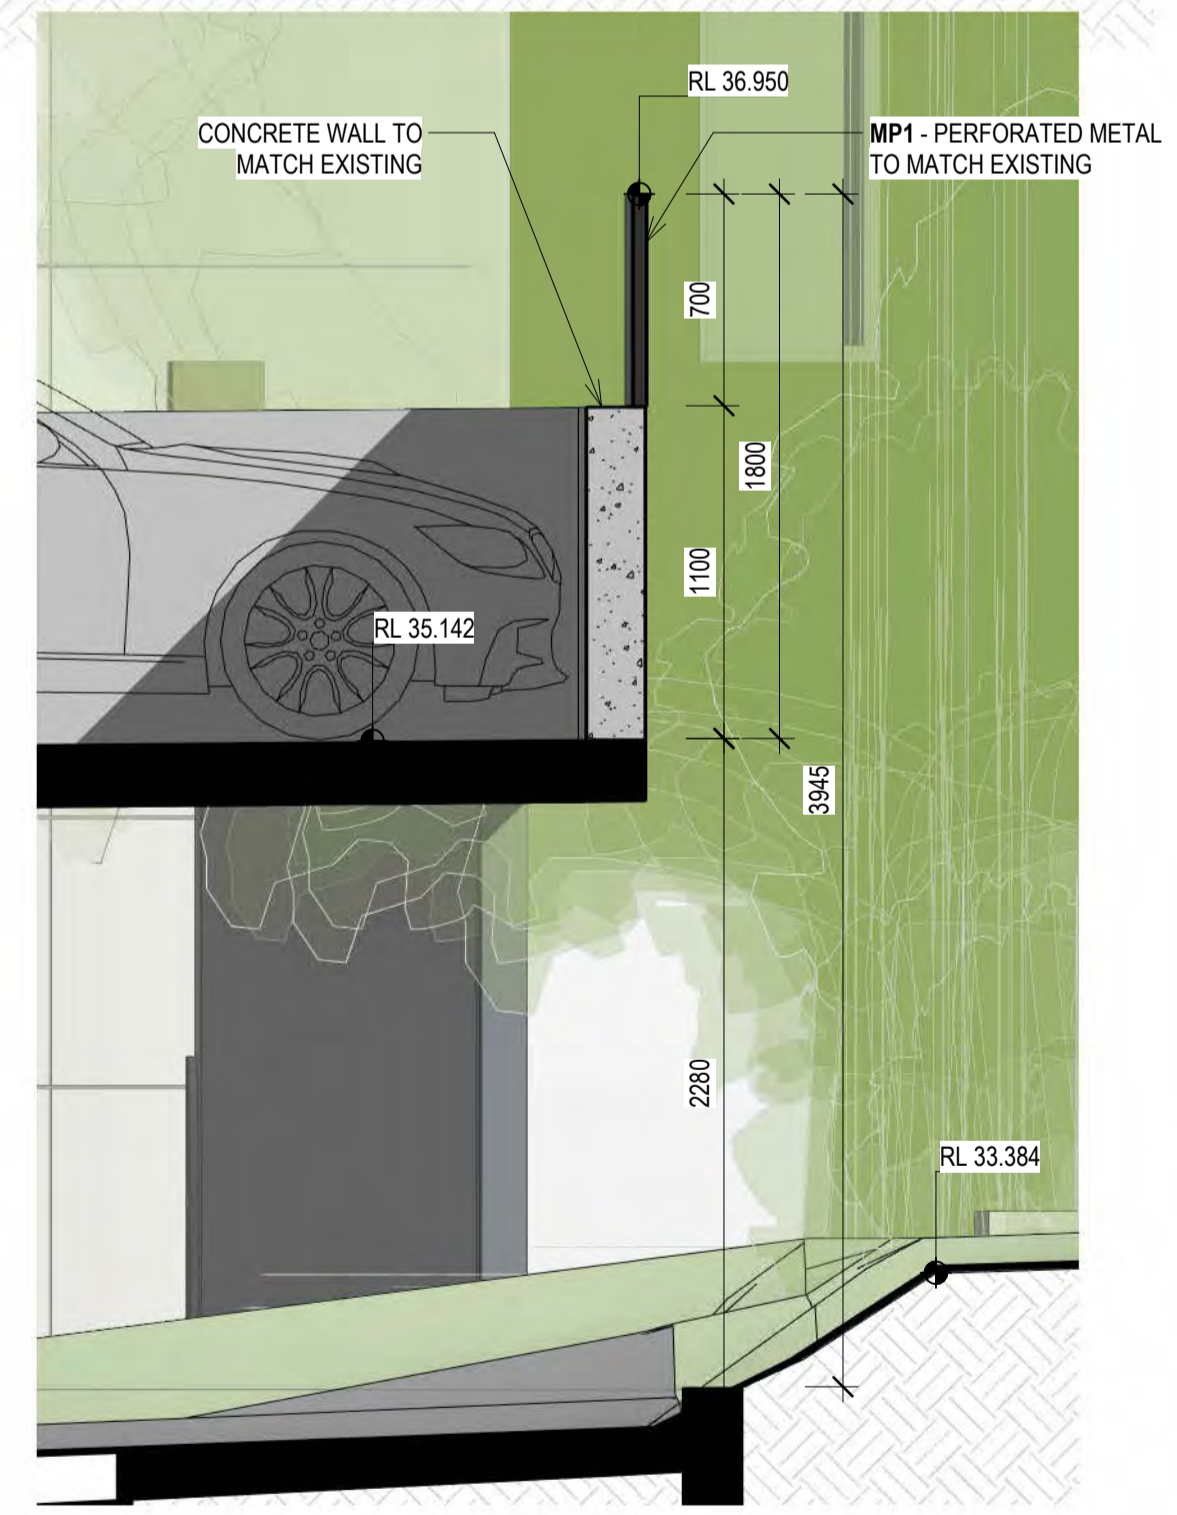 RL 36.950
CONCRETE WALL TO
MATCH EXISTING
MP1 - PERFORATED METAL
TO MATCH EXISTING
700
1800
1100
RL 35.142
3945
2280
RL 33.384